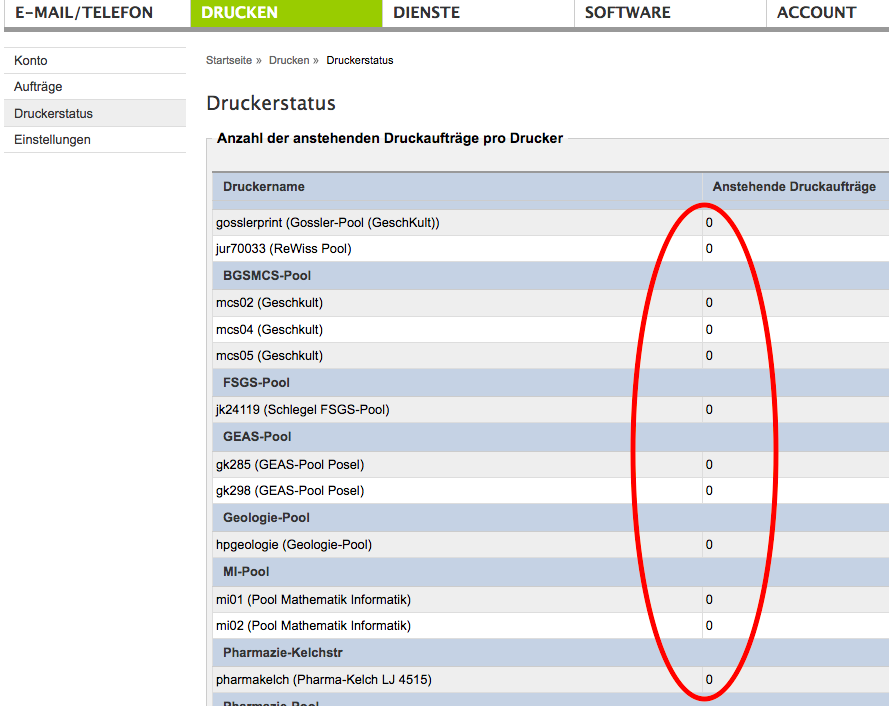 E-MAIL/TELEFON DRUCKEN DIENSTE SOFTWARE ACCOUNT
Konto
Aufträge
Druckerstatus
Einstellungen
Startseite » Drucken » Druckerstatus
Druckerstatus
Anzahl der anstehenden Druckaufträge pro Drucker
Druckername Anstehende Druckaufträge
gosslerprint (Gossler-Pool (GeschKult)) 0
jur70033 (ReWiss Pool) 0
BGSMCS-Pool
mcs02 (Geschkult) 0
mcs04 (Geschkult) 0
mcs05 (Geschkult) 0
FSGS-Pool
jk24119 (Schlegel FSGS-Pool) 0
GEAS-Pool
gk285 (GEAS-Pool Posel) 0
gk298 (GEAS-Pool Posel) 0
Geologie-Pool
hpgeologie (Geologie-Pool) 0
MI-Pool
mi01 (Pool Mathematik Informatik) 0
mi02 (Pool Mathematik Informatik) 0
Pharmazie-Kelchstr
pharmakelch (Pharma-Kelch LJ 4515) 0
Pharmazie-Pool